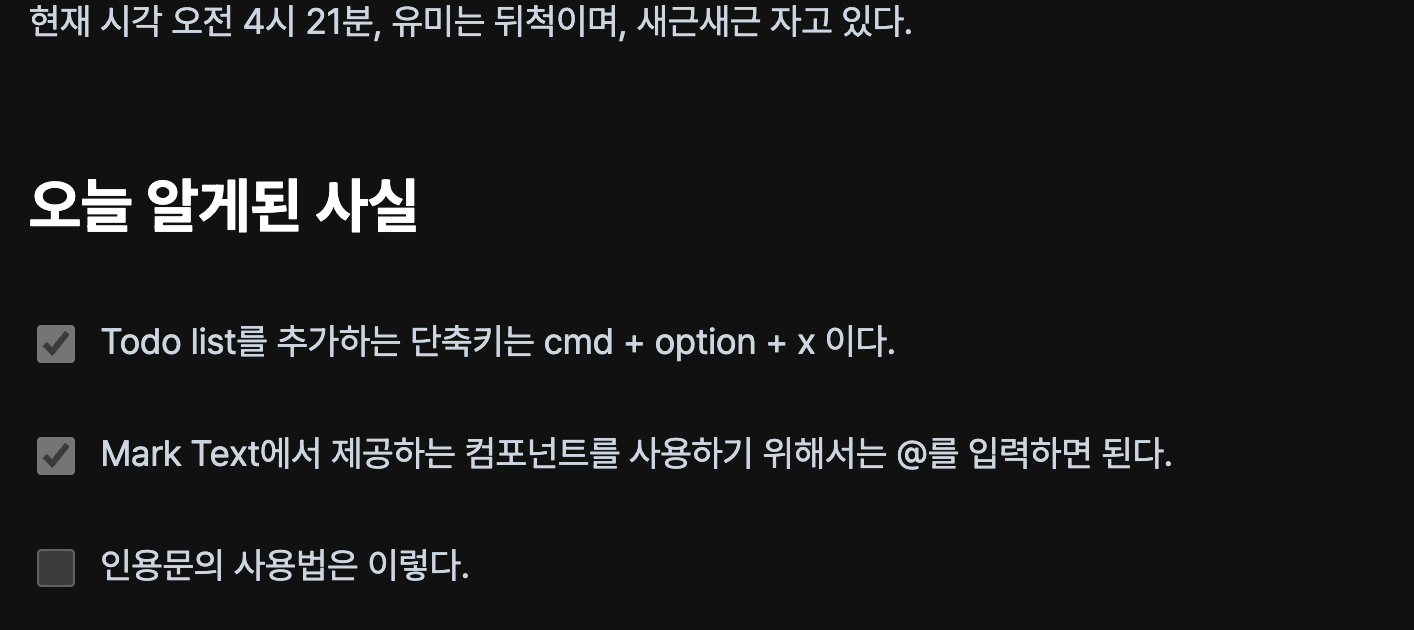 현재 시각 오전 4시 21분, 유미는 뒤척이며, 새근새근 자고 있다.
오늘 알게된 사실
Todo list를 추가하는 단축키는 cmd + option + x 이다.
Mark Text에서 제공하는 컴포넌트를 사용하기 위해서는 @를 입력하면 된다.
인용문의 사용법은 이렇다.